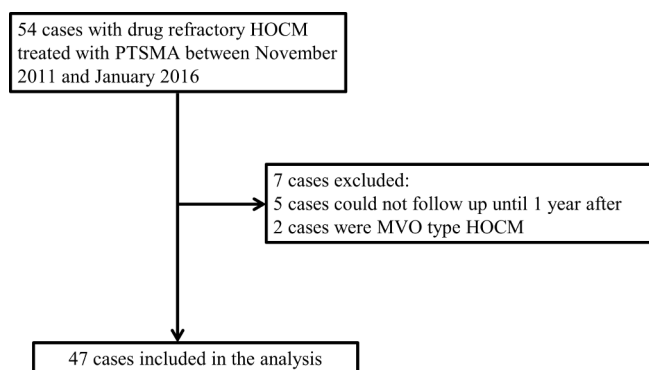 54 cases with drug refractory HOCM
treated with PTSMA between November
2011 and January 2016
7 cases excluded:
5 cases could not follow up until 1 year after
2 cases were MVO type HOCM
47 cases included in the analysis